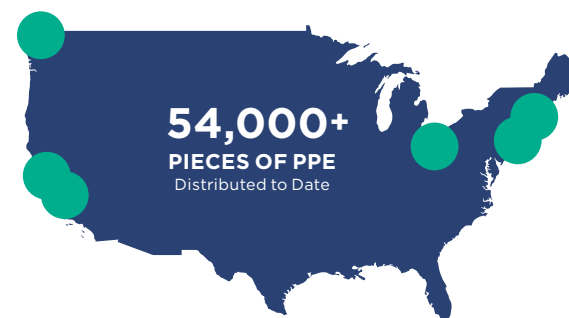 54,000+
PIECES OF PPE
Distributed to Date